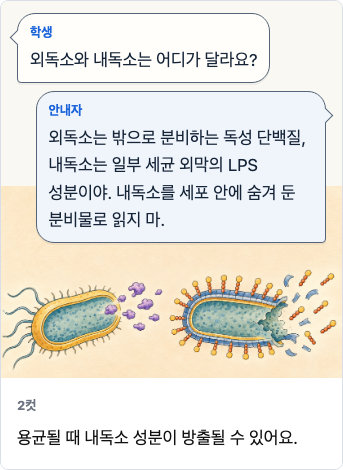 학생
외독소와 내독소는 어디가 달라요?
안내자
외독소는 밖으로 분비하는 독성 단백질,
내독소는 일부 세균 외막의 LPS
성분이야. 내독소를 세포 안에 숨겨 둔
분비물로 읽지 마.
2컷
용균될 때 내독소 성분이 방출될 수 있어요.